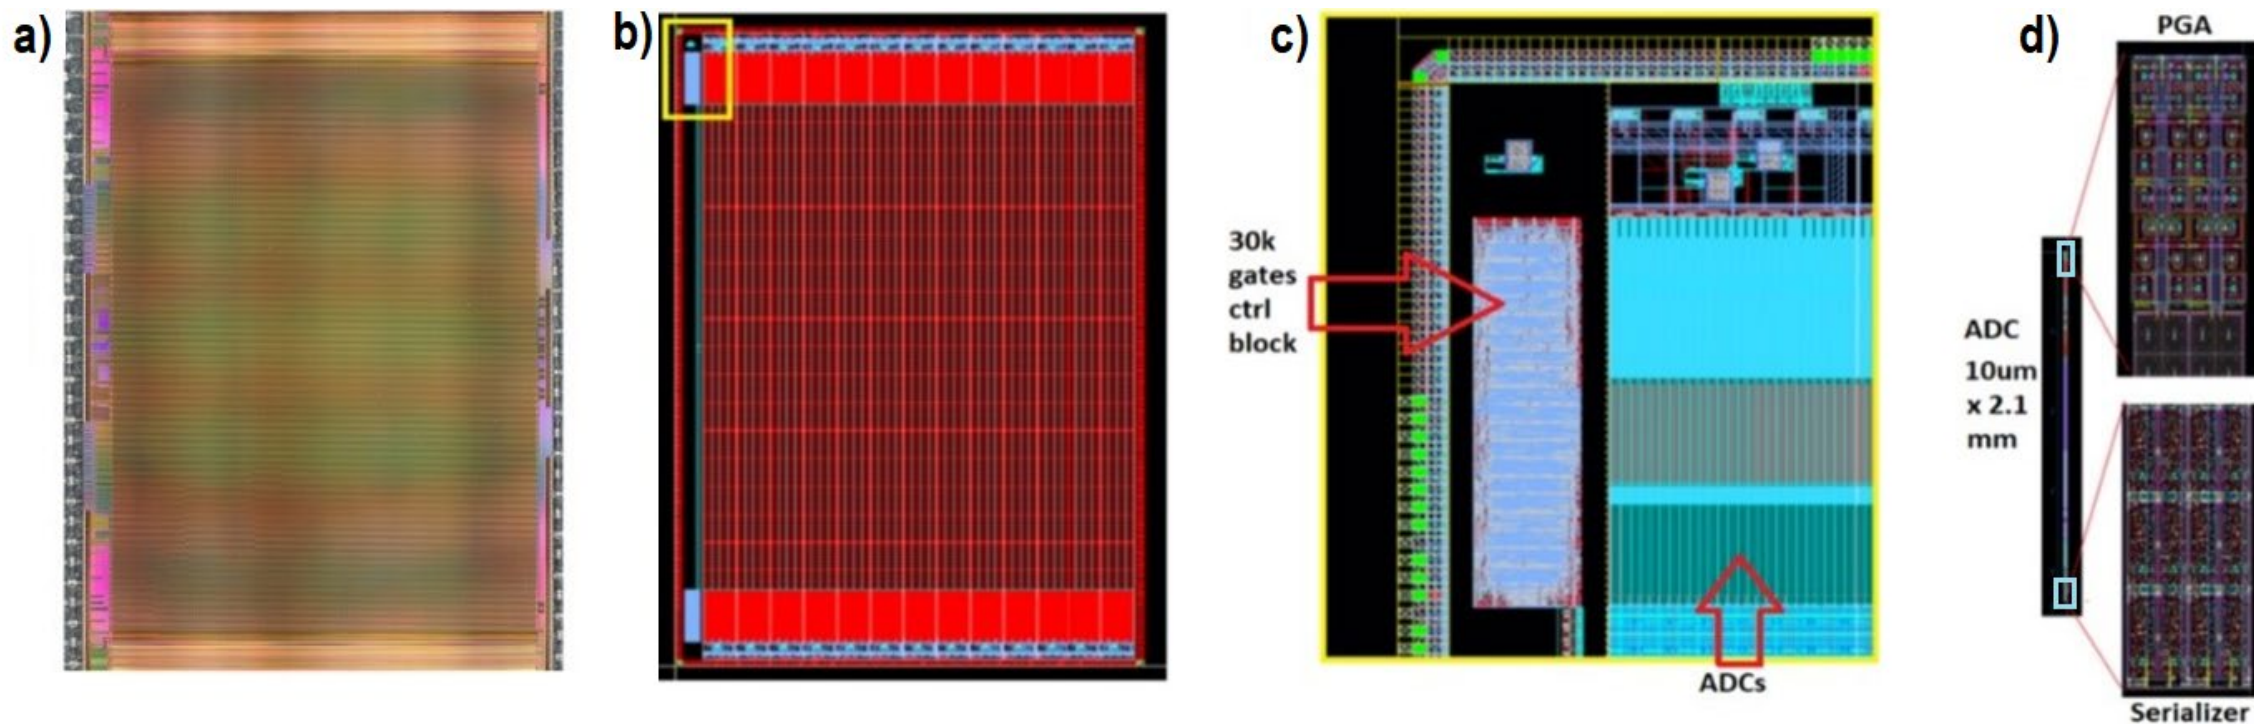 a)
b)
c)
d)
30k
gates
ctrl
block
ADCs
ADC
10um
x 2.1
mm
PGA
Serializer